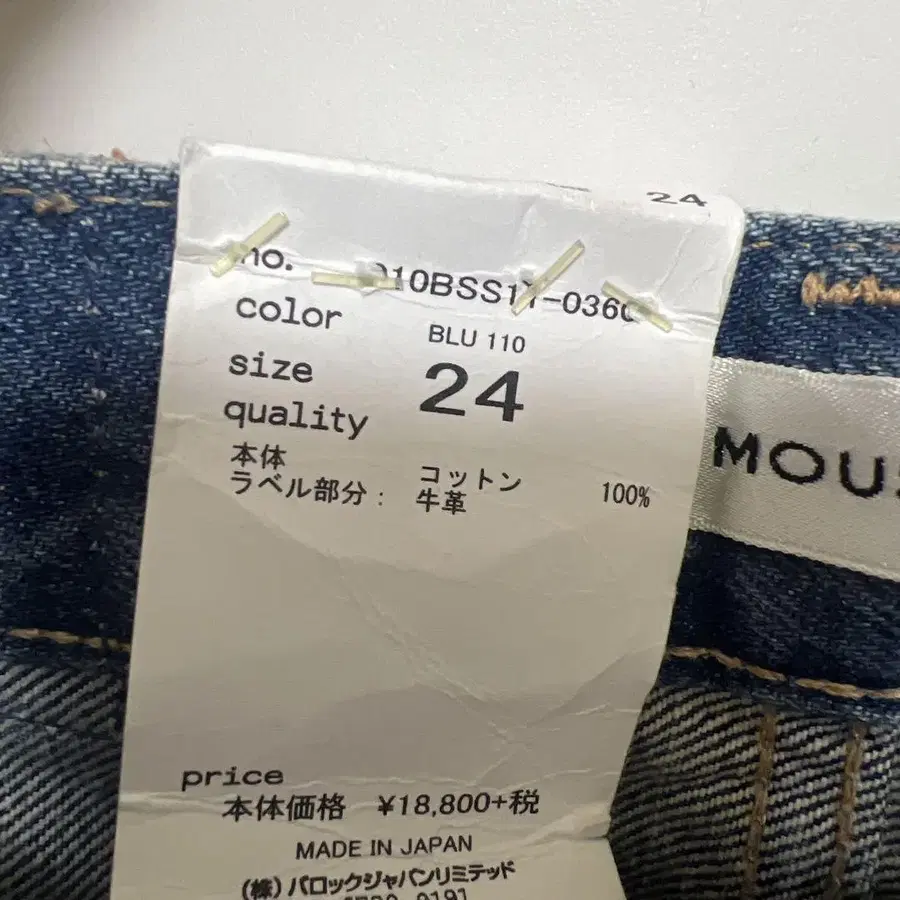 24
no. 010BSS11-0360
color BLU 110
size 24
quality
本体 コットン 100%
ラベル部分: 牛革
MOUS
price
本体価格 ¥18,800+税
MADE IN JAPAN
(株)バロックジャパンリミテッド